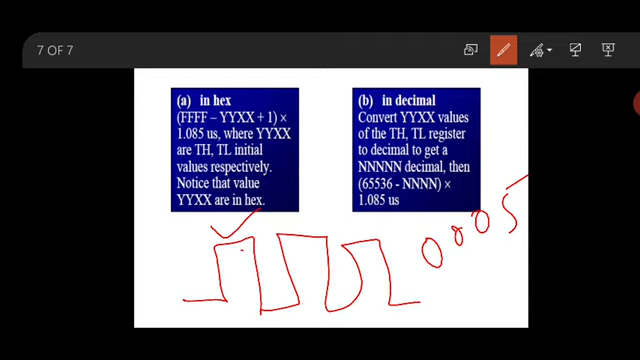 7 OF 7
(a) in hex
(FFFF – YYXX + 1) ×
1.085 us, where YYXX
are TH, TL initial
values respectively.
Notice that value
YYXX are in hex.
(b) in decimal
Convert YYXX values
of the TH, TL register
to decimal to get a
NNNNN decimal, then
(65536 - NNNN) ×
1.085 us
0005